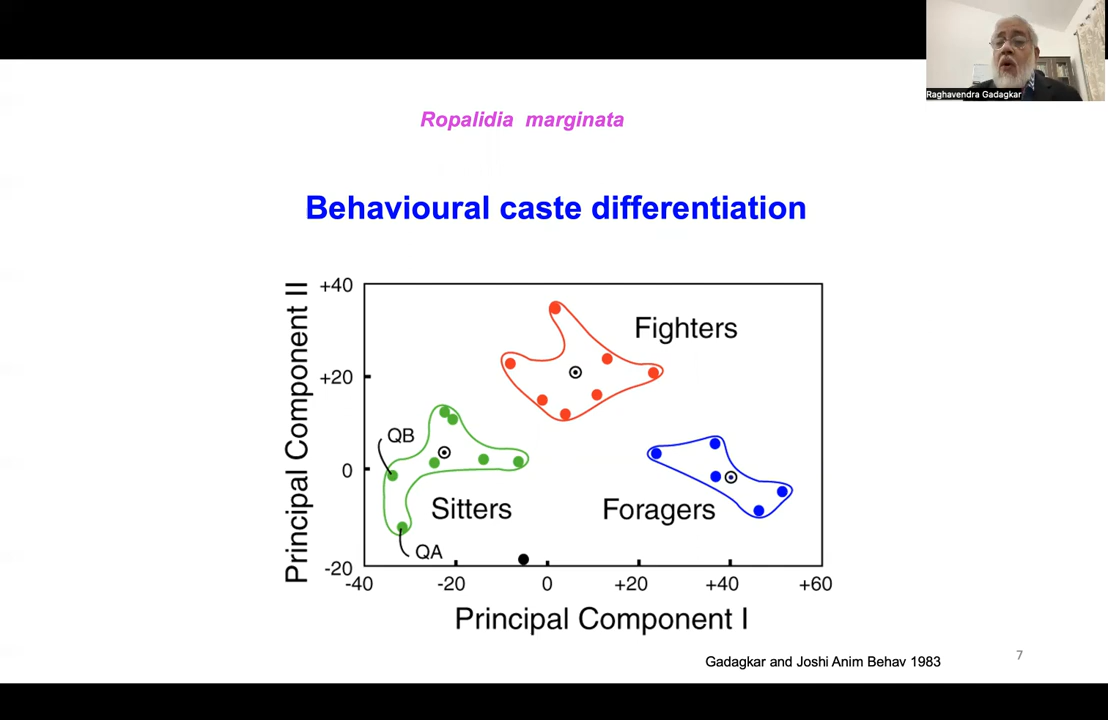 Raghavendra Gadagkar
Ropalidia marginata
Behavioural caste differentiation
Principal Component II
+40
+20
0
-20
Fighters
QB
Sitters
QA
Foragers
-40
-20
0
+20
+40
+60
Principal Component I
Gadagkar and Joshi Anim Behav 1983
7